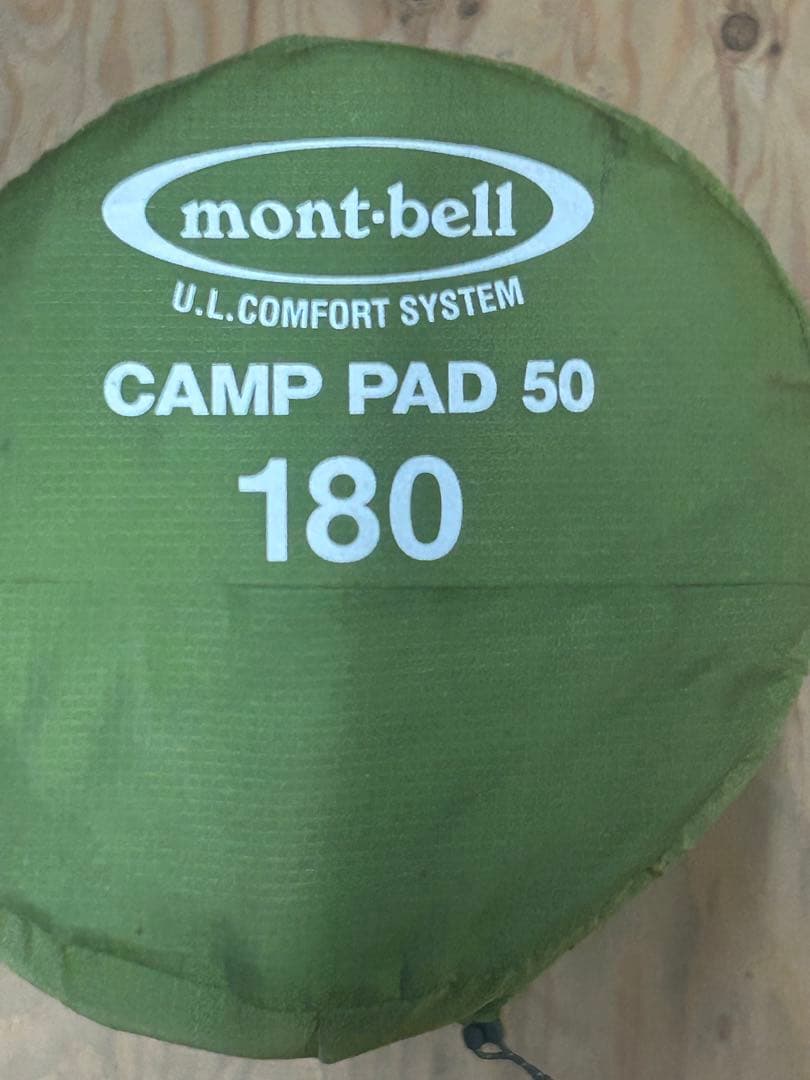 mont·bell
U.L.COMFORT SYSTEM
CAMP PAD 50
180